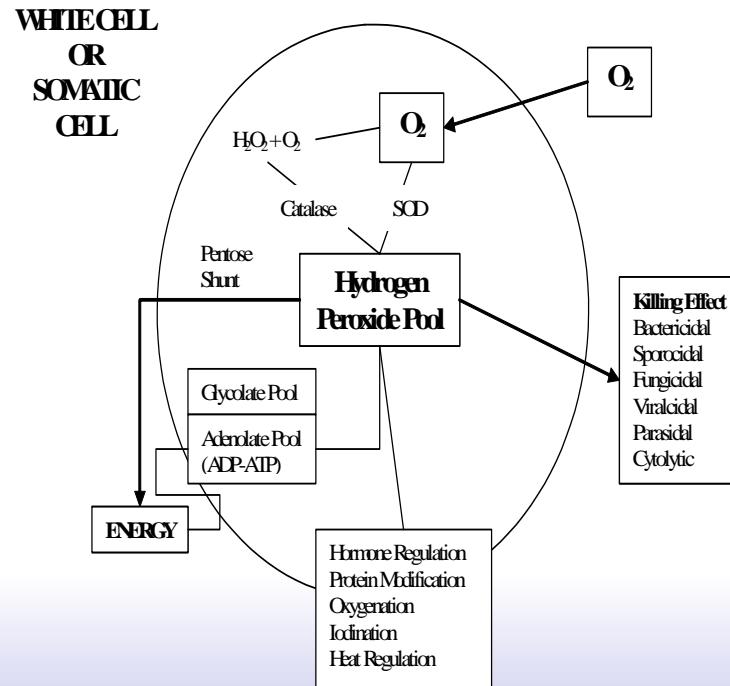 WHITE CELL
OR
SOMATIC
CELL
O₂
O₂
H₂O₂ + O₂
Catalase
SOD
Pentose
Shunt
Hydrogen
Peroxide Pool
Killing Effect
Bactericidal
Sporocidal
Fungicidal
Viralcidal
Parasidal
Cytolytic
Glycolate Pool
Adenolate Pool
(ADP-ATP)
ENERGY
Hormone Regulation
Protein Modification
Oxygenation
Iodination
Heat Regulation